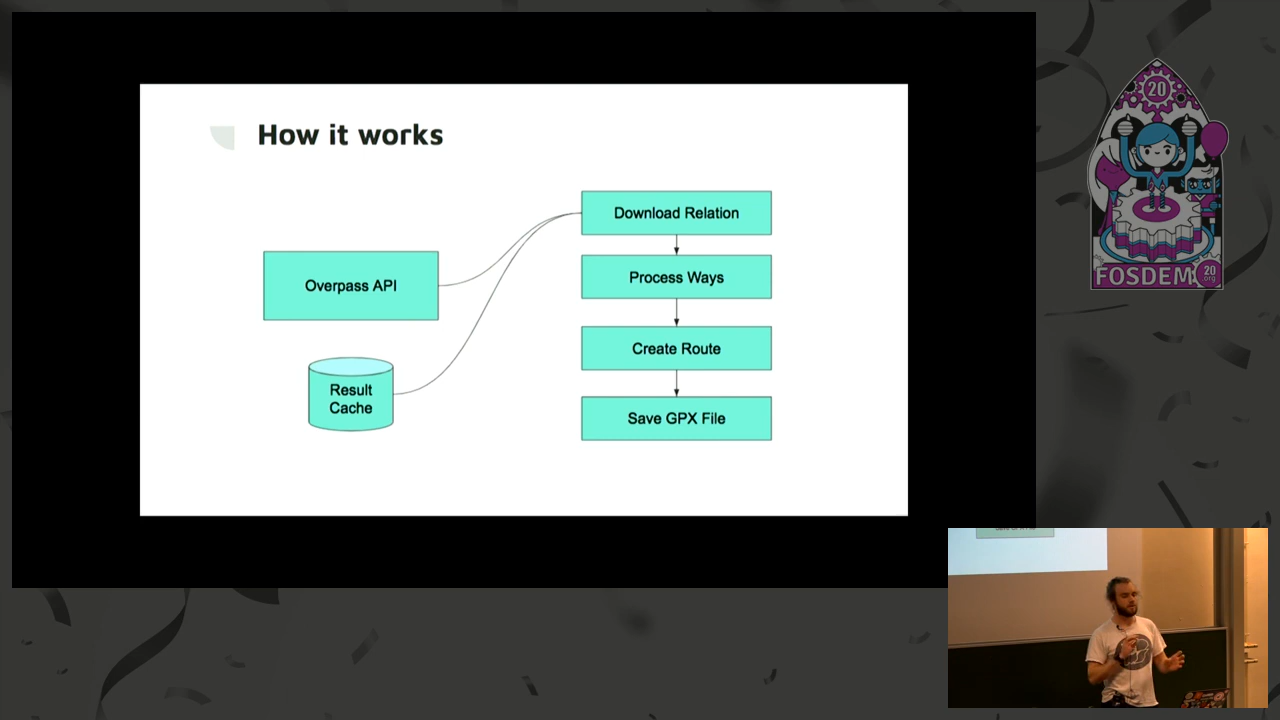 How it works
Download Relation
Overpass API
Process Ways
Create Route
Result
Cache
Save GPX File
20
FOSDEM
20
org